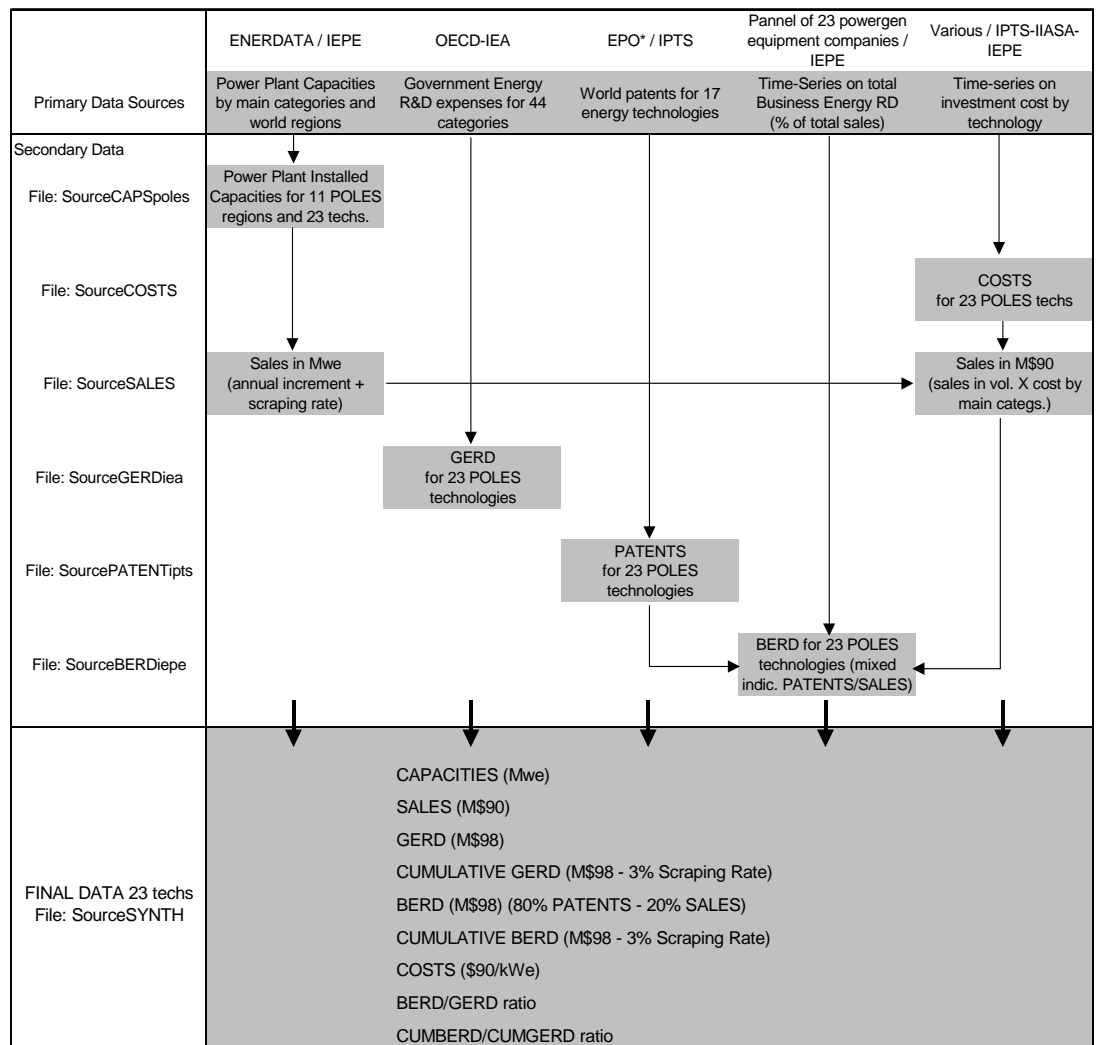 ENERDATA / IEPE
OECD-IEA
EPO* / IPTS
Pannel of 23 powergen
equipment companies /
IEPE
Various / IPTS-IIASA-
IEPE
Primary Data Sources
Power Plant Capacities
by main categories and
world regions
Government Energy
R&D expenses for 44
categories
World patents for 17
energy technologies
Time-Series on total
Business Energy RD
(% of total sales)
Time-series on
investment cost by
technology
Secondary Data
File: SourceCAPSpoles
Power Plant Installed
Capacities for 11 POLES
regions and 23 techs.
File: SourceCOSTS
COSTS
for 23 POLES techs
File: SourceSALES
Sales in Mwe
(annual increment +
scraping rate)
Sales in M$90
(sales in vol. X cost by
main categs.)
File: SourceGERDiea
GERD
for 23 POLES
technologies
File: SourcePATENTipts
PATENTS
for 23 POLES
technologies
File: SourceBERDiepe
BERD for 23 POLES
technologies (mixed
indic. PATENTS/SALES)
FINAL DATA 23 techs
File: SourceSYNTH
CAPACITIES (Mwe)
SALES (M$90)
GERD (M$98)
CUMULATIVE GERD (M$98 - 3% Scraping Rate)
BERD (M$98) (80% PATENTS - 20% SALES)
CUMULATIVE BERD (M$98 - 3% Scraping Rate)
COSTS ($90/kWe)
BERD/GERD ratio
CUMBERD/CUMGERD ratio